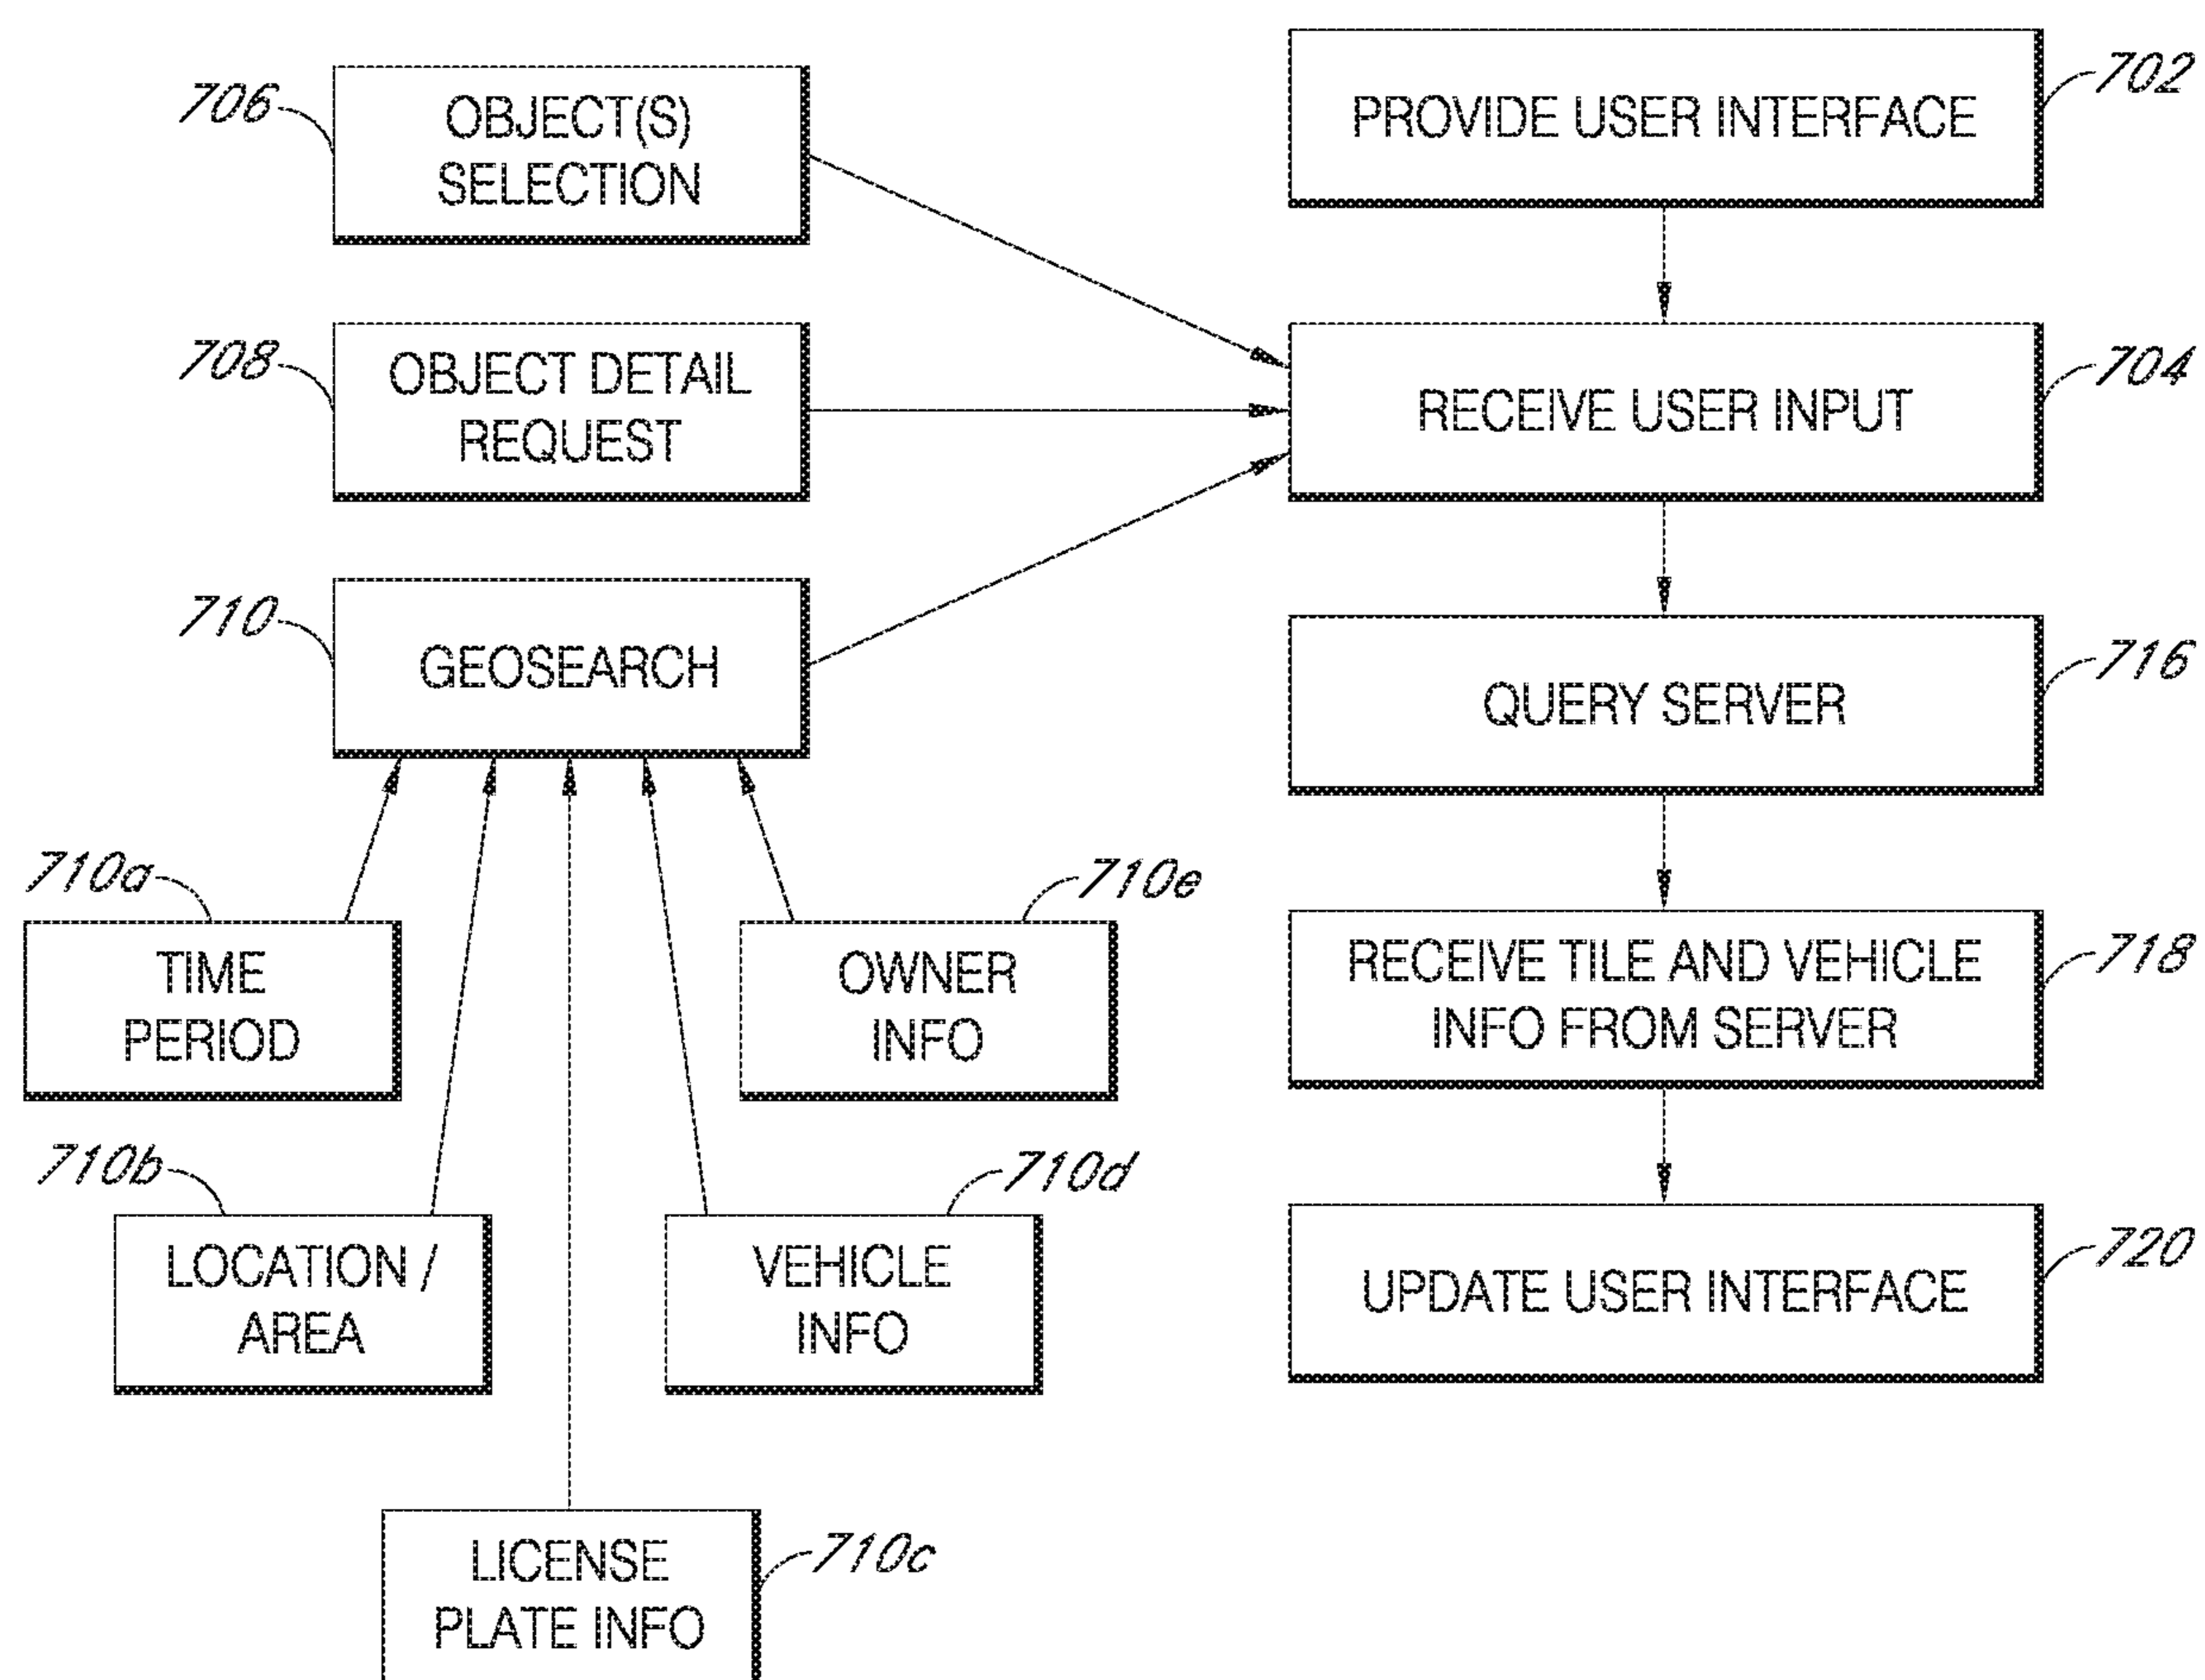 706
OBJECT(S)
SELECTION
PROVIDE USER INTERFACE
702
708
OBJECT DETAIL
REQUEST
RECEIVE USER INPUT
704
710
GEOSEARCH
QUERY SERVER
716
710a
TIME
PERIOD
710e
OWNER
INFO
RECEIVE TILE AND VEHICLE
INFO FROM SERVER
718
710b
LOCATION /
AREA
710d
VEHICLE
INFO
UPDATE USER INTERFACE
720
LICENSE
PLATE INFO
710c